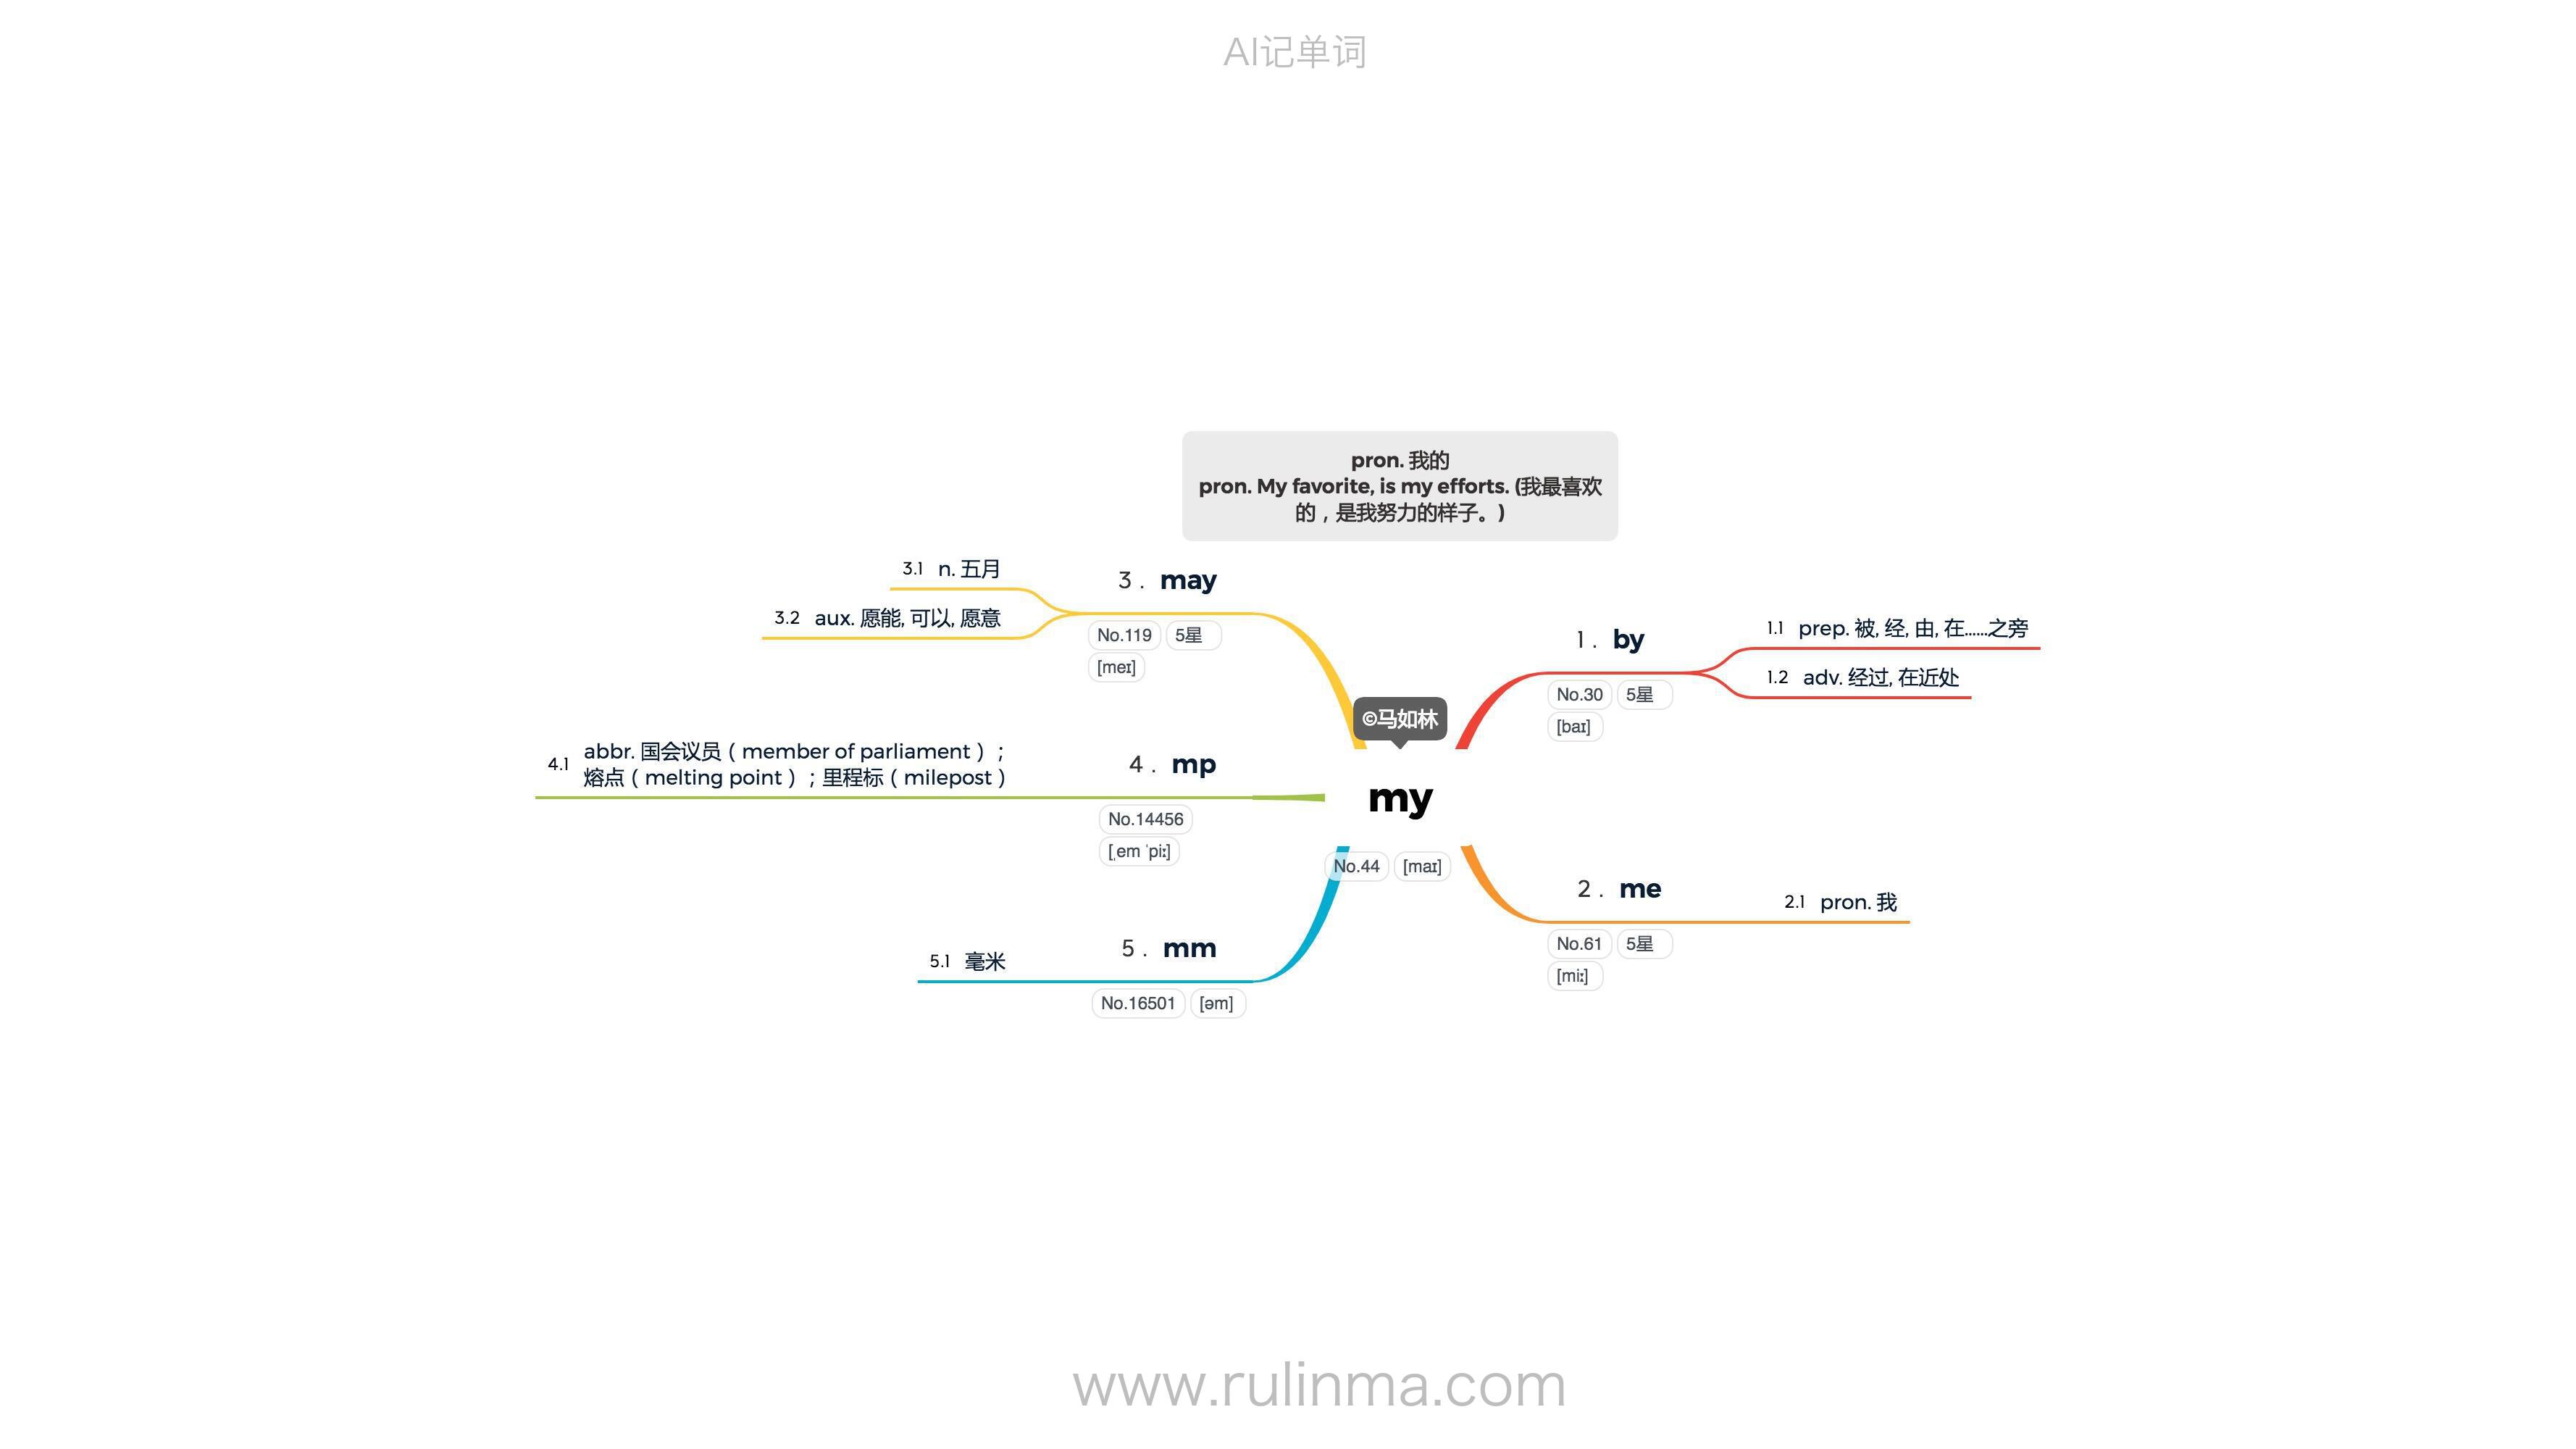 AI记单词
pron. 我的
pron. My favorite, is my efforts. (我最喜欢
的，是我努力的样子。)
©马如林
my
No.44 [maɪ]
1 . by
No.30 5星
[baɪ]
1.1 prep. 被, 经, 由, 在……之旁
1.2 adv. 经过, 在近处
2 . me
No.61 5星
[miː]
2.1 pron. 我
3 . may
No.119 5星
[meɪ]
3.1 n. 五月
3.2 aux. 愿能, 可以, 愿意
4 . mp
No.14456
[ˌem ˈpiː]
4.1 abbr. 国会议员（member of parliament）；
熔点（melting point）；里程标（milepost）
5 . mm
No.16501 [əm]
5.1 毫米
www.rulinma.com